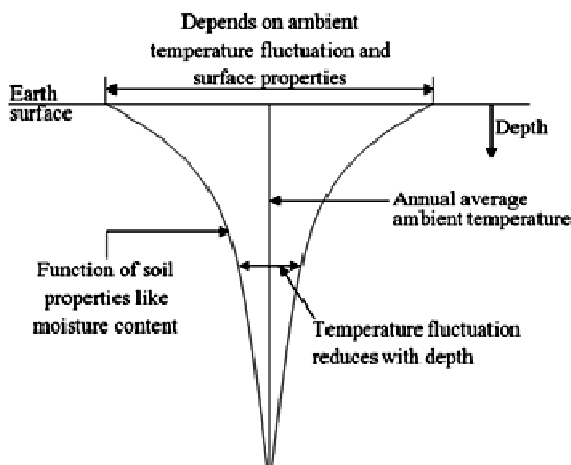 Depends on ambient
temperature fluctuation and
surface properties
Earth
surface
Depth
Annual average
ambient temperature
Function of soil
properties like
moisture content
Temperature fluctuation
reduces with depth